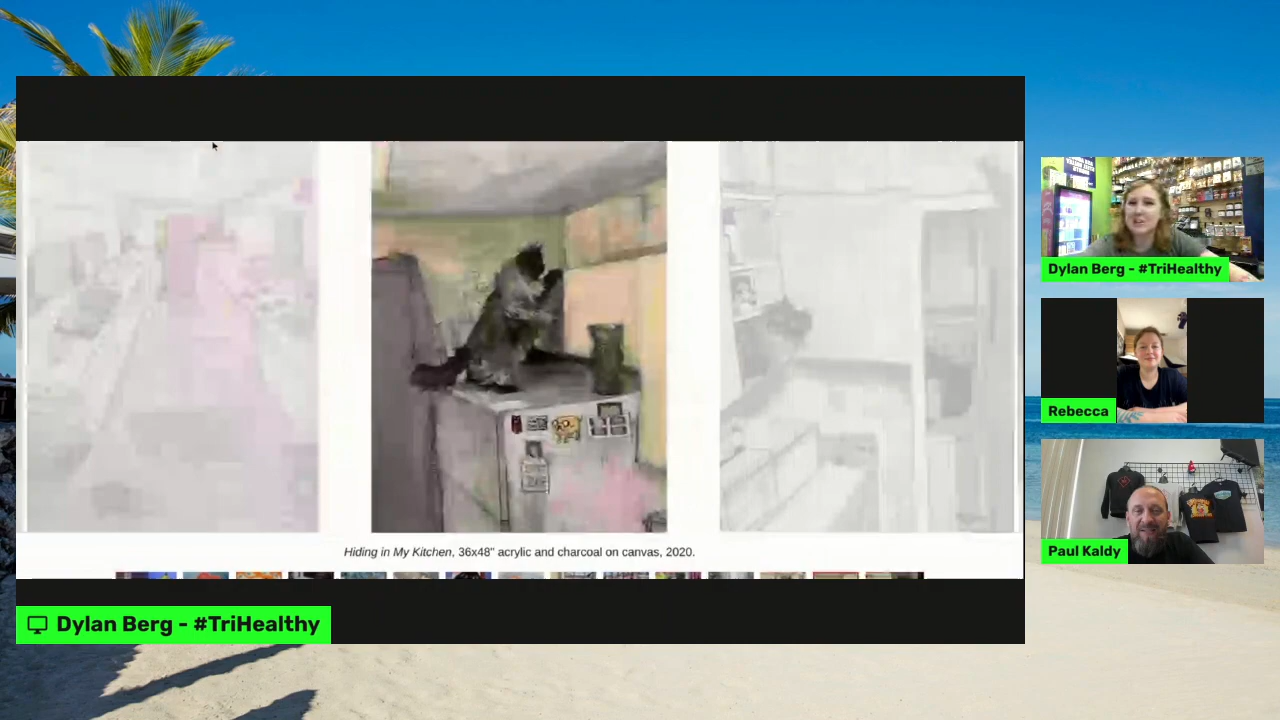 Hiding in My Kitchen, 36x48" acrylic and charcoal on canvas, 2020.
Dylan Berg - #TriHealthy
Dylan Berg - #TriHealthy
Rebecca
Paul Kaldy